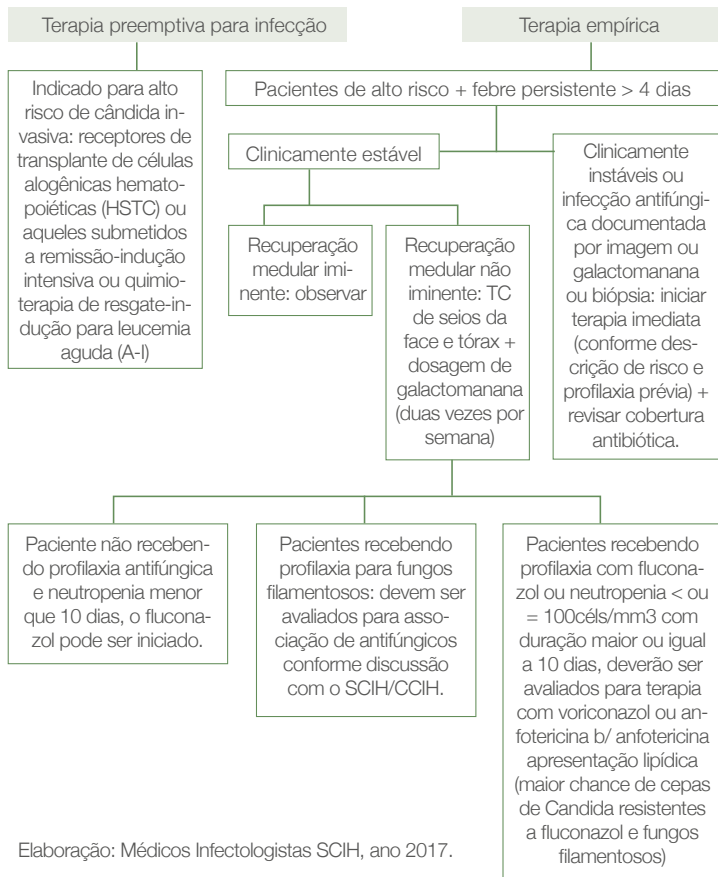 Terapia preemptiva para infecção
Terapia empírica
Indicado para alto
risco de cândida in-
vasiva: receptores de
transplante de células
alogênicas hemato-
poiéticas (HSTC) ou
aqueles submetidos
a remissão-indução
intensiva ou quimio-
terapia de resgate-in-
dução para leucemia
aguda (A-I)
Pacientes de alto risco + febre persistente > 4 dias
Clinicamente estável
Recuperação
medular imi-
nente: observar
Recuperação
medular não
iminente: TC
de seios da
face e tórax +
dosagem de
galactomanana
(duas vezes por
semana)
Clinicamente
instáveis ou
infecção antifúngi-
ca documentada
por imagem ou
galactomanana
ou biópsia: iniciar
terapia imediata
(conforme des-
crição de risco e
profilaxia prévia) +
revisar cobertura
antibiótica.
Paciente não receben-
do profilaxia antifúngica
e neutropenia menor
que 10 dias, o flucona-
zol pode ser iniciado.
Pacientes recebendo
profilaxia para fungos
filamentosos: devem ser
avaliados para asso-
ciação de antifúngicos
conforme discussão
com o SCIH/CCIH.
Pacientes recebendo
profilaxia com flucona-
zol ou neutropenia < ou
= 100céls/mm3 com
duração maior ou igual
a 10 dias, deverão ser
avaliados para terapia
com voriconazol ou an-
fotericina b/ anfotericina
apresentação lipídica
(maior chance de cepas
de Candida resistentes
a fluconazol e fungos
filamentosos)
Elaboração: Médicos Infectologistas SCIH, ano 2017.